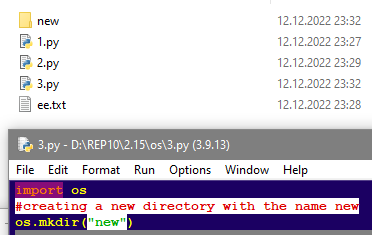 new 12.12.2022 23:32
1.py 12.12.2022 23:27
2.py 12.12.2022 23:29
3.py 12.12.2022 23:32
ee.txt 12.12.2022 23:28
3.py - D:\REP10\2.15\os\3.py (3.9.13)
File Edit Format Run Options Window Help
import os
#creating a new directory with the name new
os.mkdir("new")